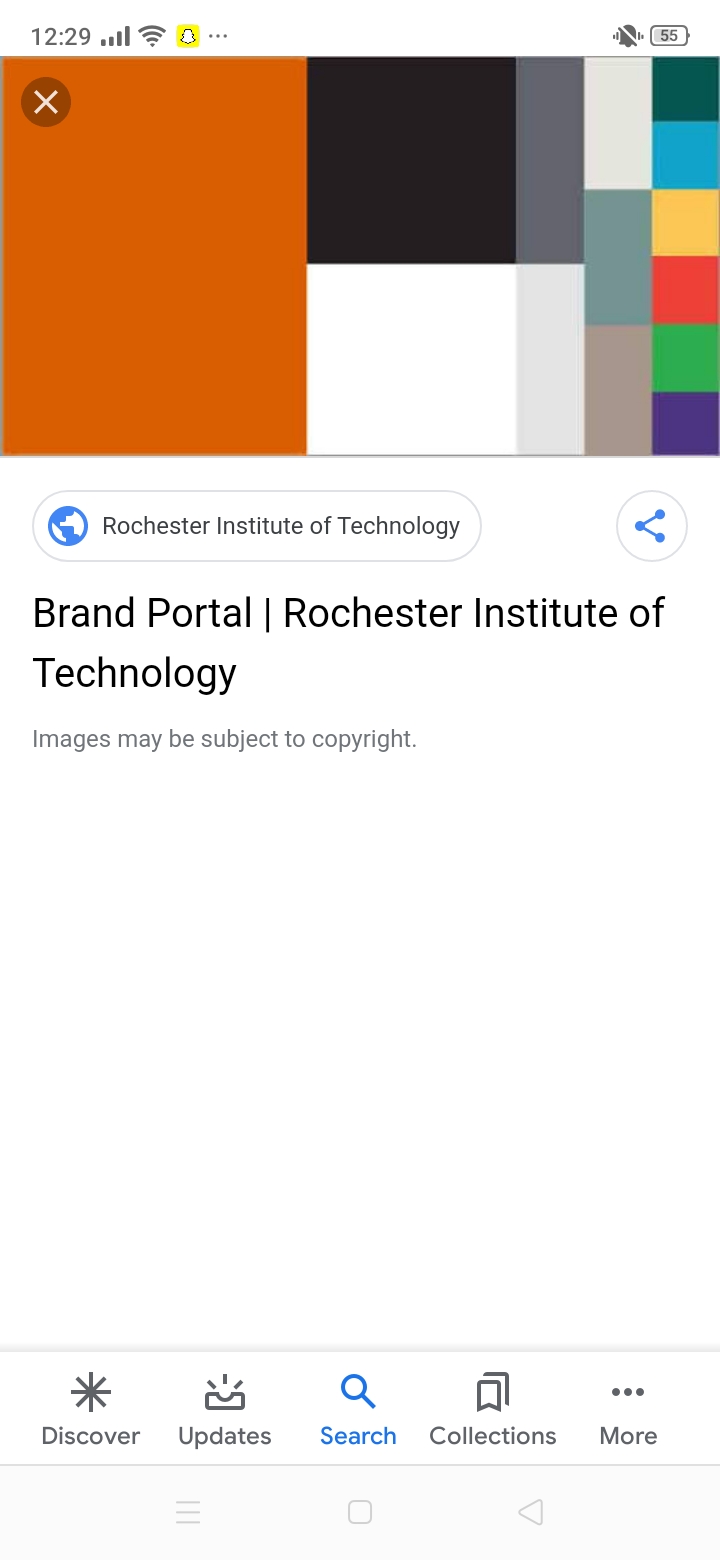 12:29
55
Rochester Institute of Technology
Brand Portal | Rochester Institute of
Technology
Images may be subject to copyright.
Discover Updates Search Collections More